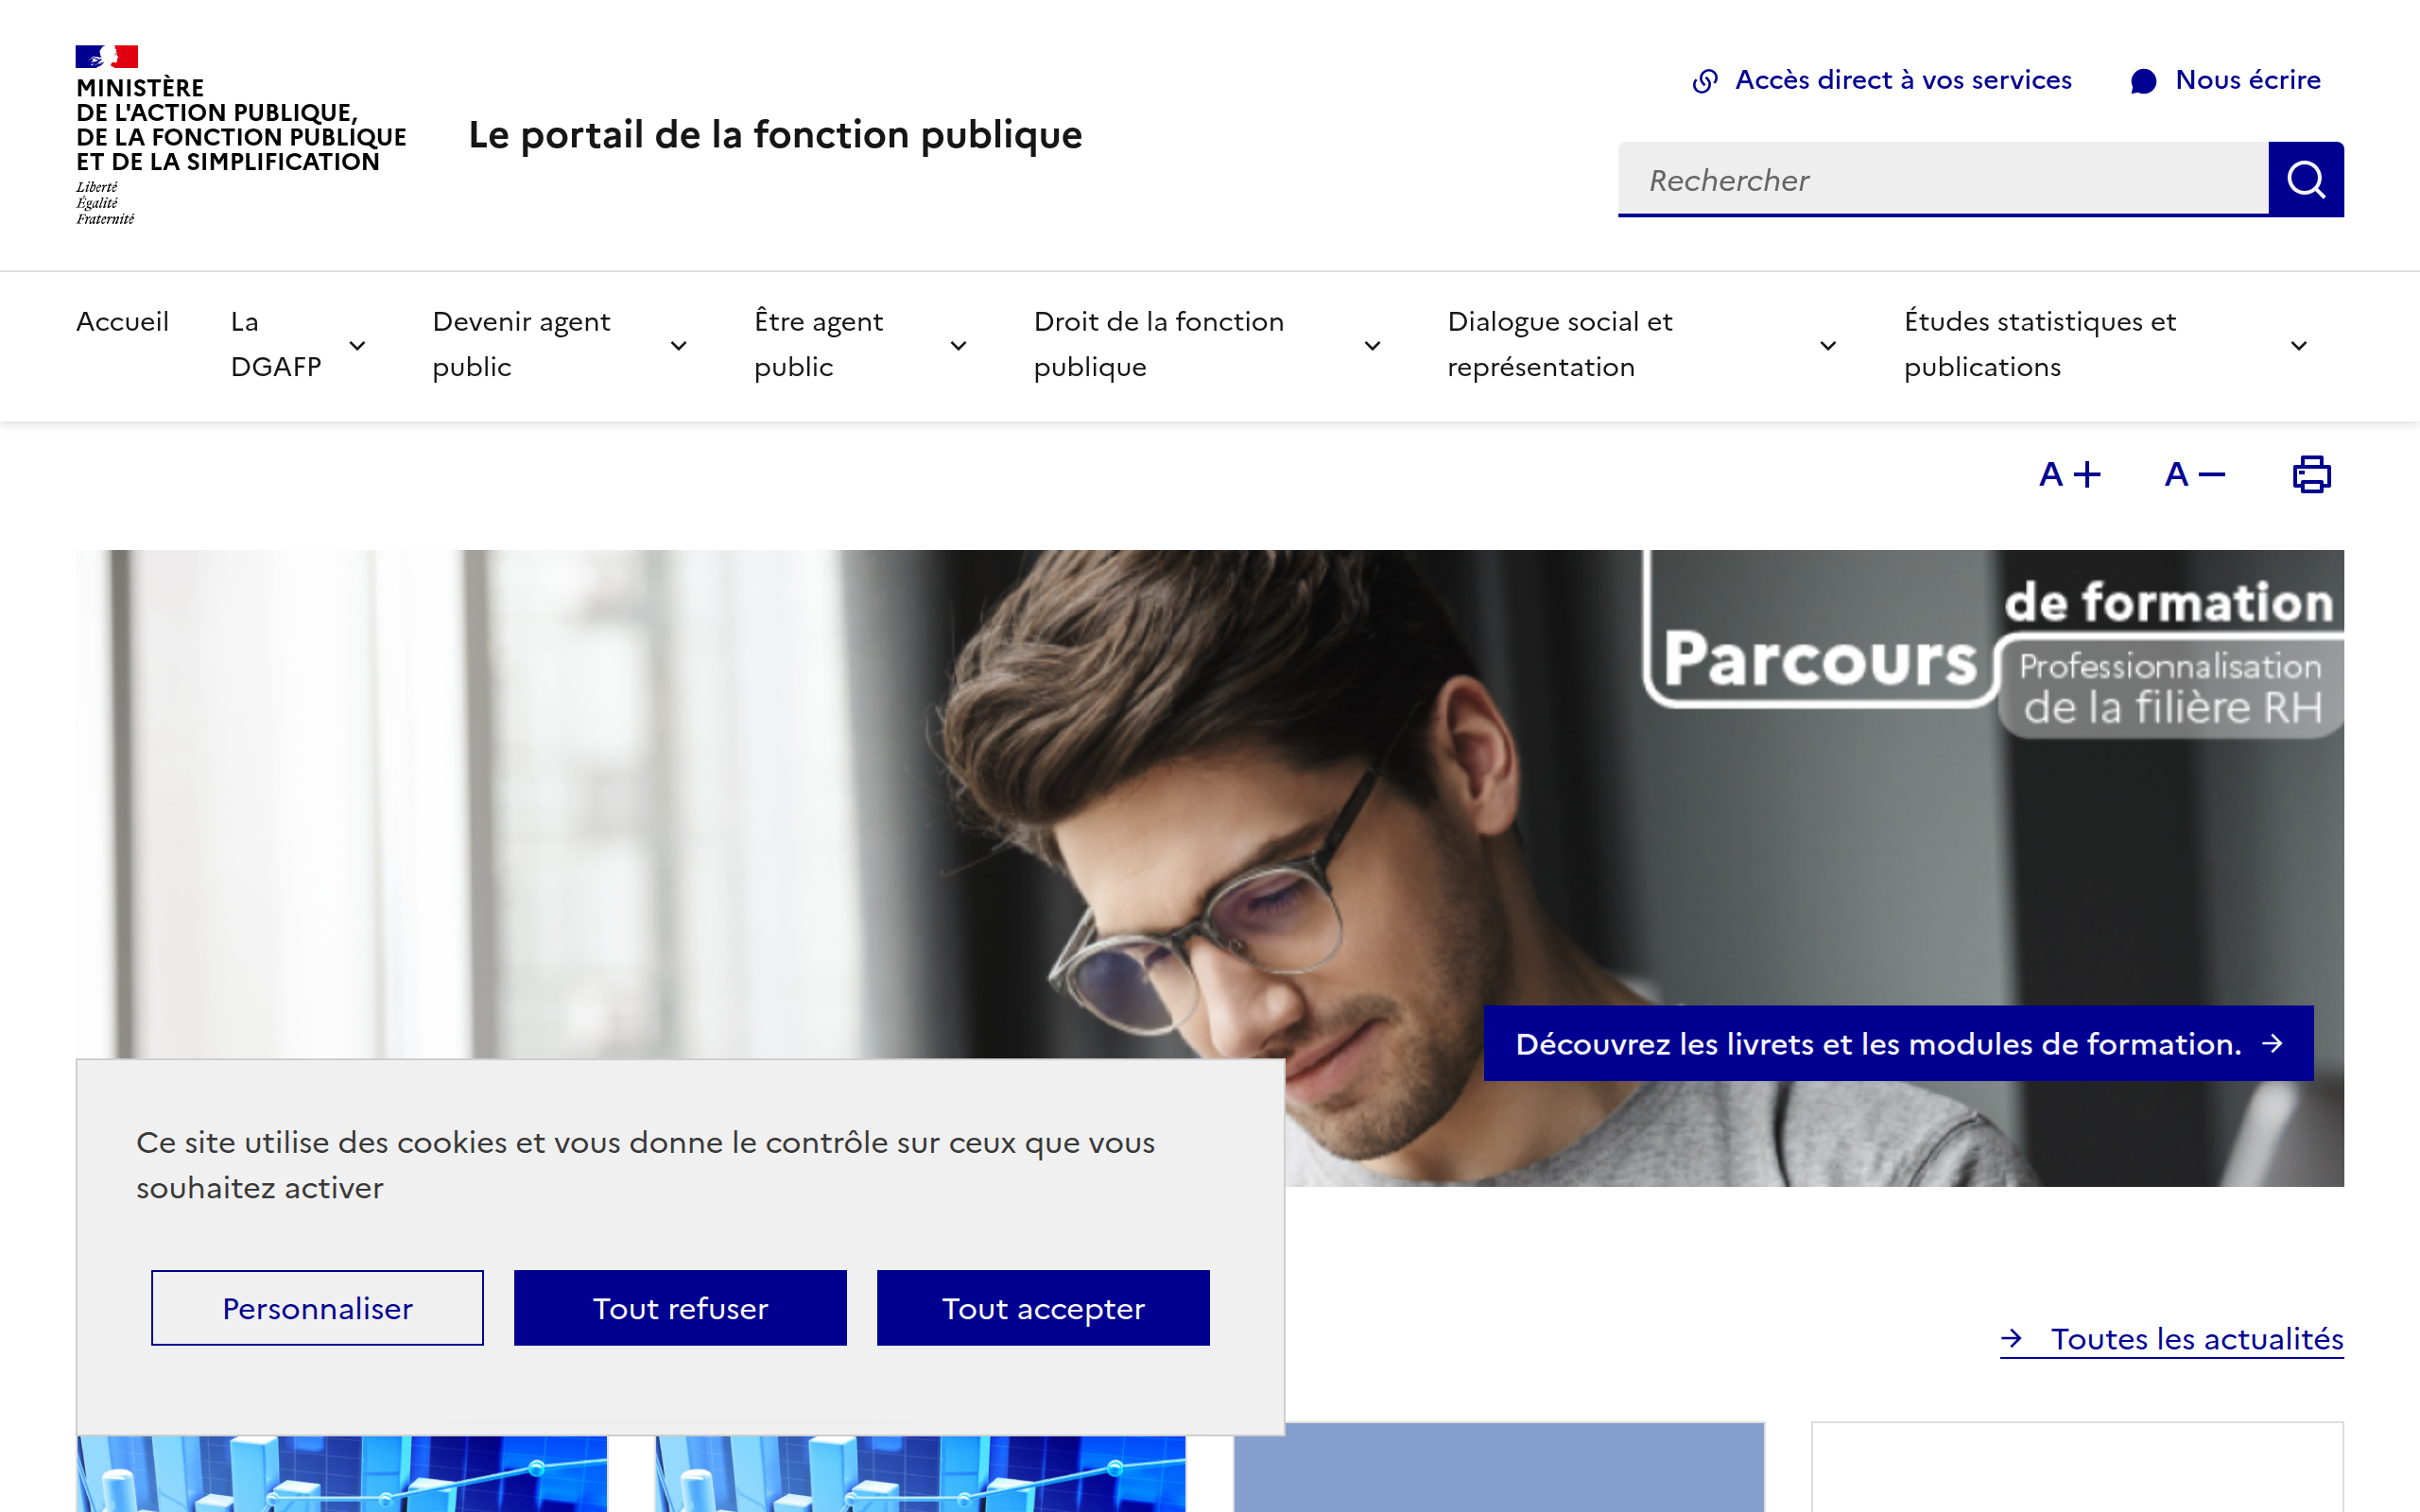 MINISTÈRE
DE L'ACTION PUBLIQUE,
DE LA FONCTION PUBLIQUE
ET DE LA SIMPLIFICATION
Liberté
Égalité
Fraternité
Le portail de la fonction publique
Accès direct à vos services
Nous écrire
Rechercher
Accueil
La
DGAFP
Devenir agent
public
Être agent
public
Droit de la fonction
publique
Dialogue social et
représentation
Études statistiques et
publications
A +
A −
Parcours
de formation
Professionnalisation
de la filière RH
Découvrez les livrets et les modules de formation.
Ce site utilise des cookies et vous donne le contrôle sur ceux que vous
souhaitez activer
Personnaliser
Tout refuser
Tout accepter
Toutes les actualités